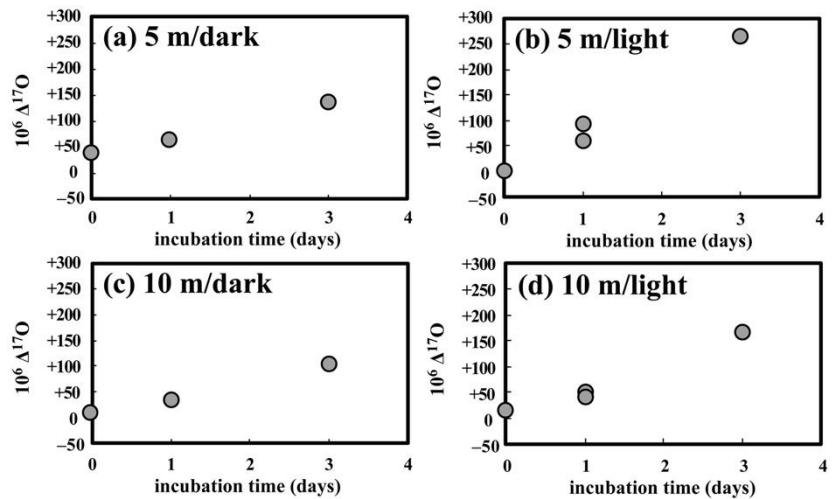 (a) 5 m/dark
10⁶ Δ¹⁷O
+300
+250
+200
+150
+100
+50
0
–50
0 1 2 3 4
incubation time (days)
(b) 5 m/light
10⁶ Δ¹⁷O
+300
+250
+200
+150
+100
+50
0
–50
0 1 2 3 4
incubation time (days)
(c) 10 m/dark
10⁶ Δ¹⁷O
+300
+250
+200
+150
+100
+50
0
–50
0 1 2 3 4
incubation time (days)
(d) 10 m/light
10⁶ Δ¹⁷O
+300
+250
+200
+150
+100
+50
0
–50
0 1 2 3 4
incubation time (days)